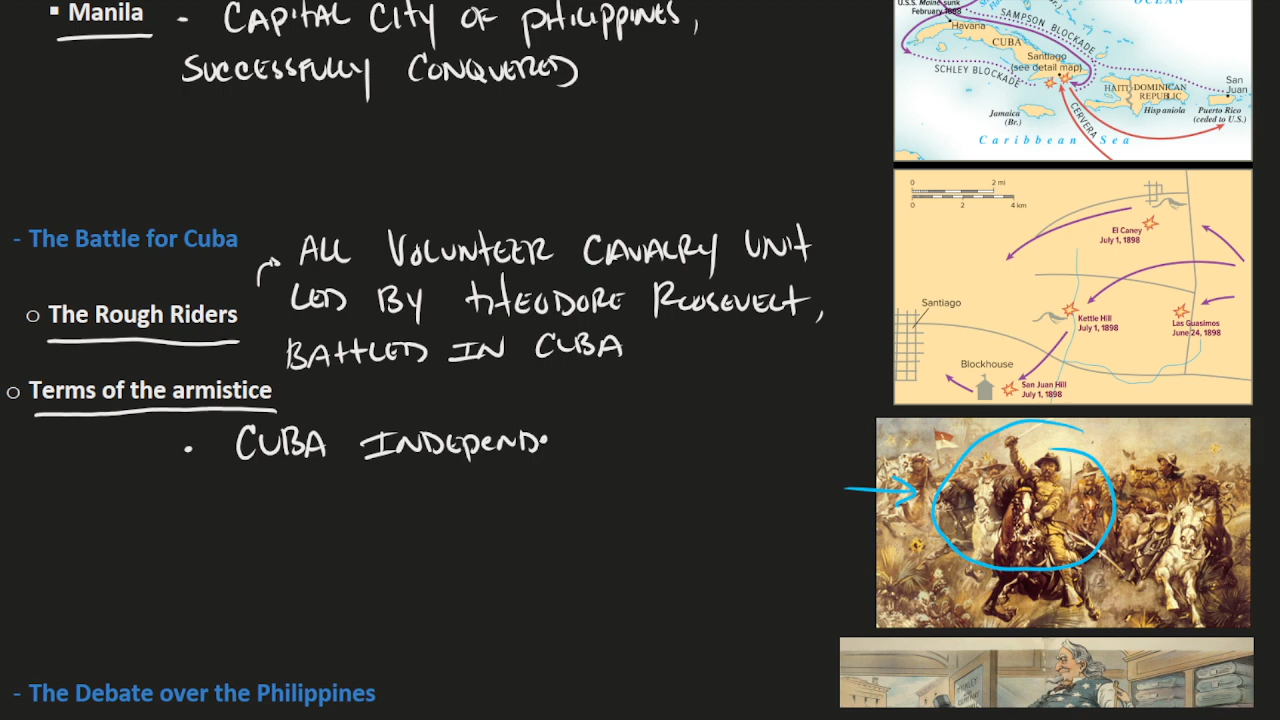 ▪ Manila - CAPITAL CITY OF PHILIPPINES,
SUCCESSFULLY CONQUERED
- The Battle for Cuba
ALL VOLUNTEER CAVALRY UNIT
LED BY THEODORE ROOSEVELT,
BATTLED IN CUBA
○ The Rough Riders
○ Terms of the armistice
• CUBA INDEPEND
- The Debate over the Philippines
U.S.S. Maine sunk
February 1898
OCEAN
Havana
SAMPSON BLOCKADE
CUBA
Santiago
(see detail map)
SCHLEY BLOCKADE
HAITI
DOMINICAN
REPUBLIC
Hispaniola
San
Juan
Puerto Rico
(ceded to U.S.)
Jamaica
(Br.)
CERVERA
Caribbean Sea
(Br.)
0 2 mi
0 2 4 km
El Caney
July 1, 1898
Santiago
Kettle Hill
July 1, 1898
Las Guasimos
June 24, 1898
Blockhouse
San Juan Hill
July 1, 1898